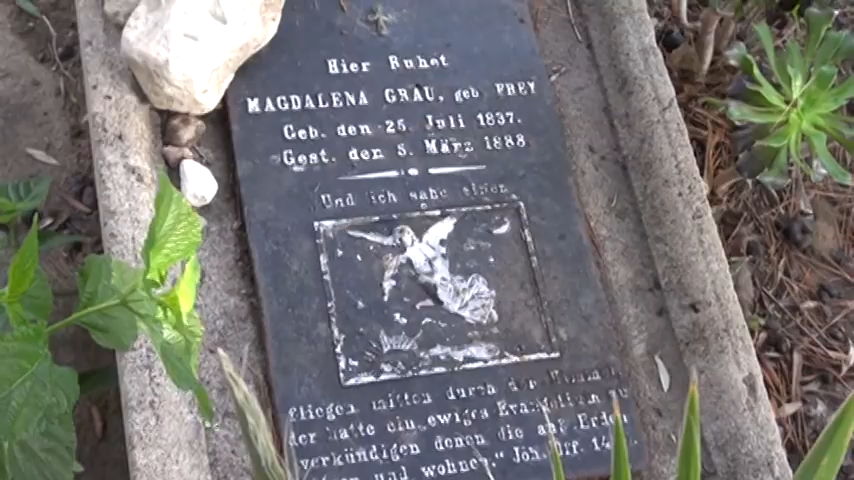 Hier Ruhet
MAGDALENA GRAU, geb FREY
Geb. den 25. Juli 1837.
Gest. den 5. März 1888
Und ich sahe einen
fliegen mitten durch den Himmel
der hatte ein ewiges Evangelium zu
verkündigen denen die auf Erden
und wohnen." Joh. Off. 14